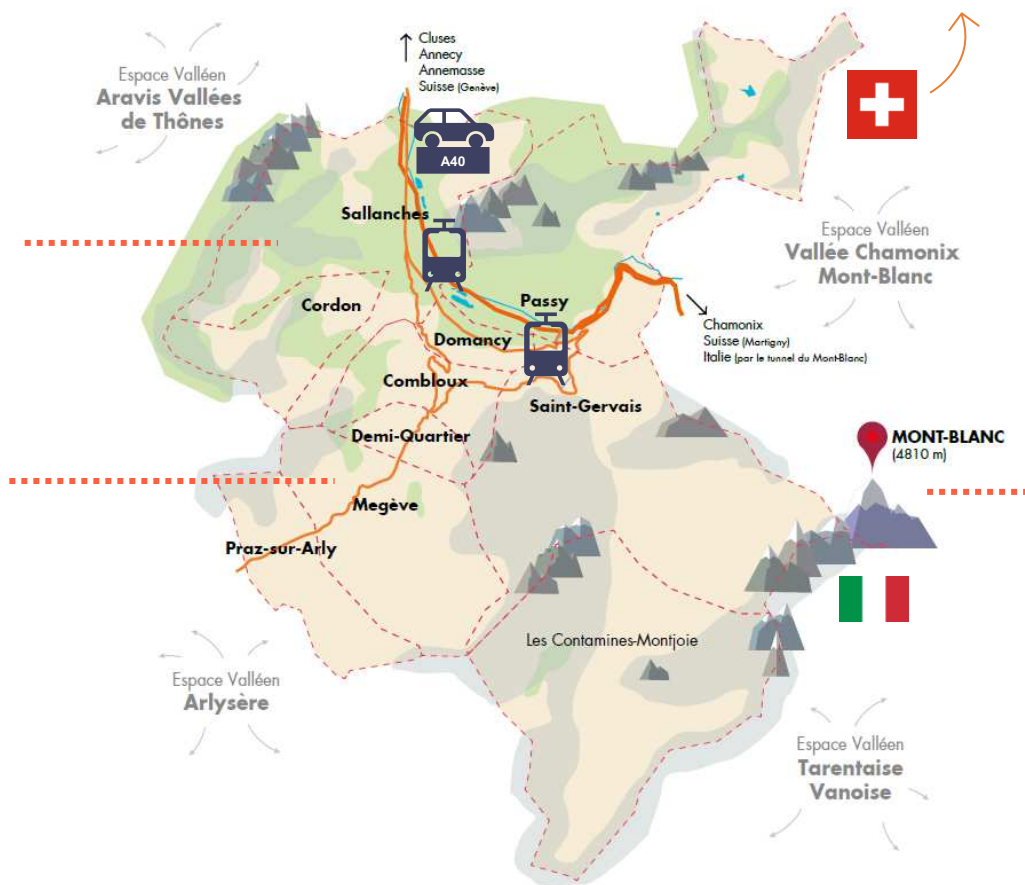 Cluses
Annecy
Annemasse
Suisse (Genève)
Espace Valléen
Aravis Vallées
de Thônes
A40
Sallanches
Espace Valléen
Vallée Chamonix
Mont-Blanc
Cordon
Passy
Domancy
Chamonix
Suisse (Martigny)
Italie (par le tunnel du Mont-Blanc)
Combloux
Saint-Gervais
Demi-Quartier
MONT-BLANC
(4810 m)
Megève
Praz-sur-Arly
Les Contamines-Montjoie
Espace Valléen
Arlysère
Espace Valléen
Tarentaise
Vanoise